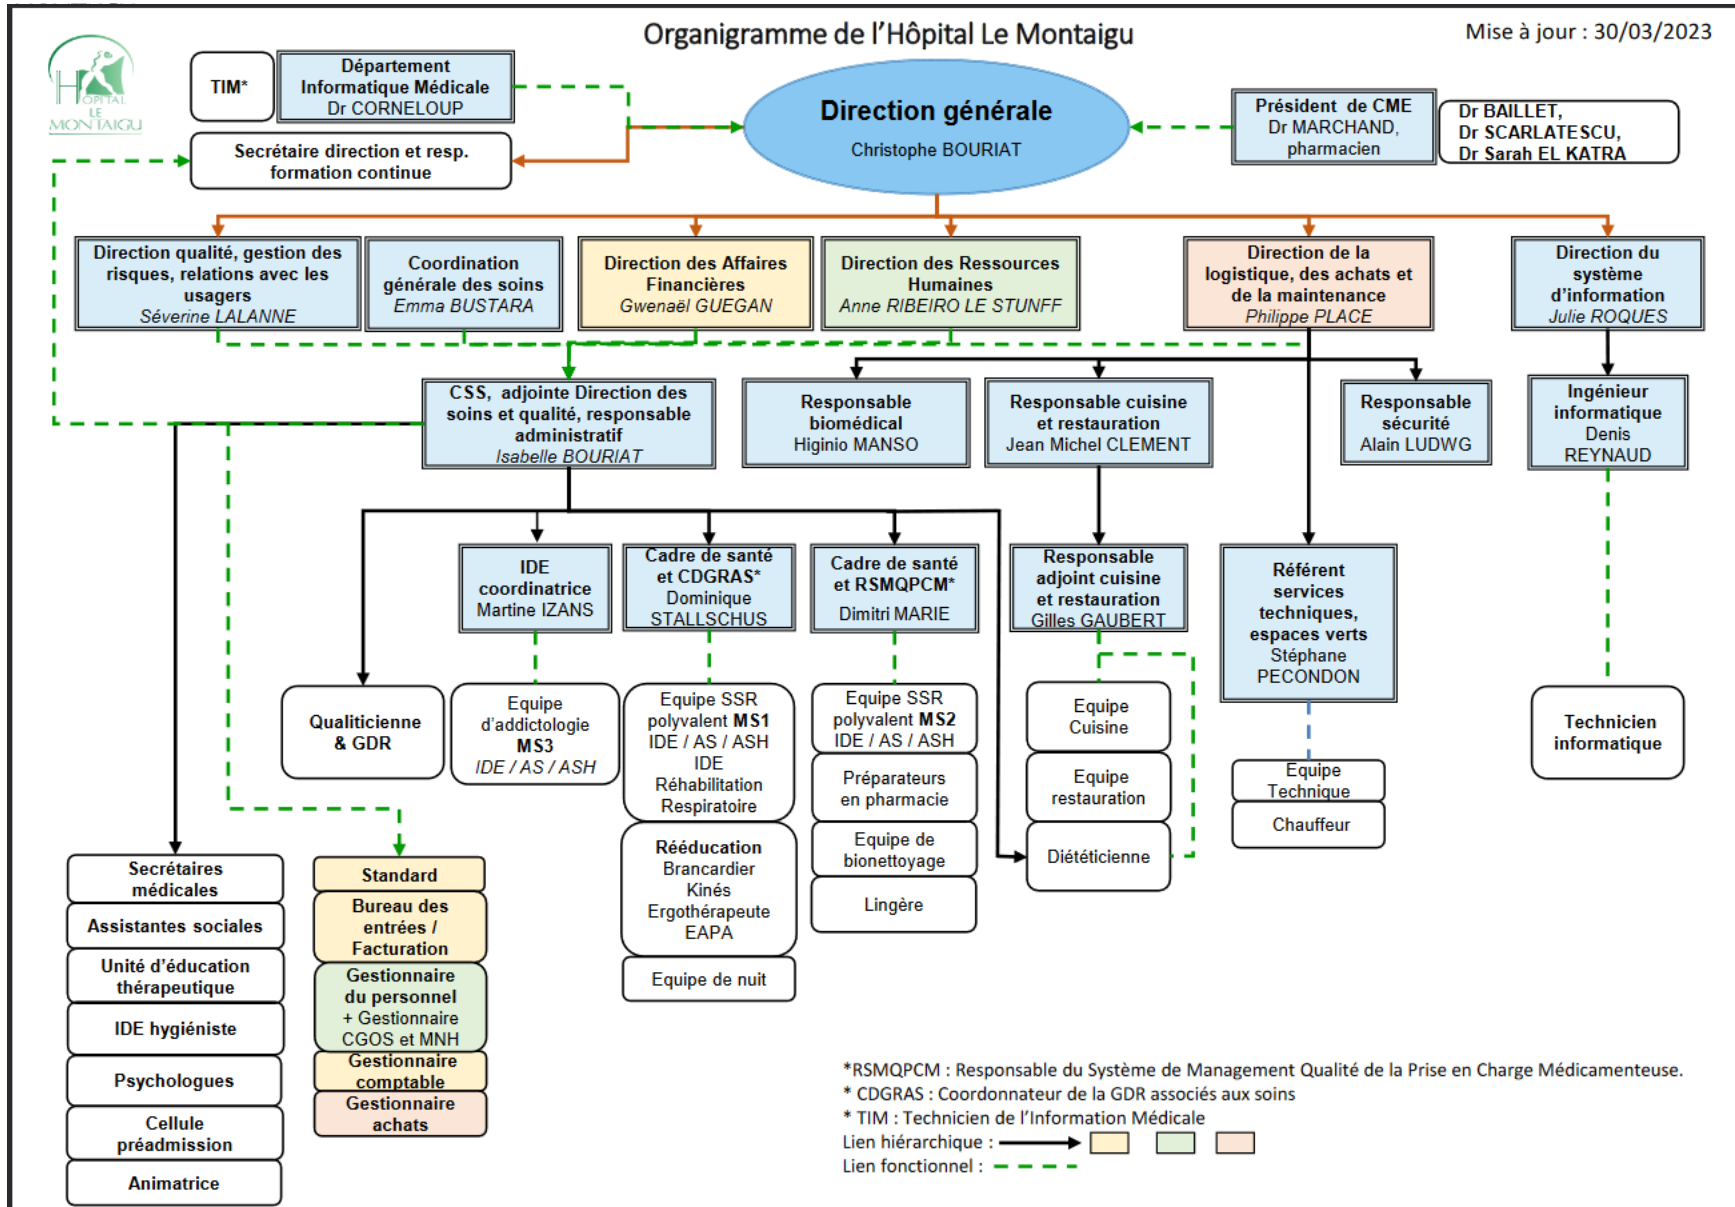 Organigramme de l'Hôpital Le Montaigu
Mise à jour : 30/03/2023
HÔPITAL
LE
MONTAIGU
TIM*
Département
Informatique Médicale
Dr CORNELOUP
Direction générale
Christophe BOURIAT
Président de CME
Dr MARCHAND,
pharmacien
Dr BAILLET,
Dr SCARLATESCU,
Dr Sarah EL KATRA
Secrétaire direction et resp.
formation continue
Direction qualité, gestion des
risques, relations avec les
usagers
Séverine LALANNE
Coordination
générale des soins
Emma BUSTARA
Direction des Affaires
Financières
Gwenaël GUEGAN
Direction des Ressources
Humaines
Anne RIBEIRO LE STUNFF
Direction de la
logistique, des achats et
de la maintenance
Philippe PLACE
Direction du
système
d'information
Julie ROQUES
CSS, adjointe Direction des
soins et qualité, responsable
administratif
Isabelle BOURIAT
Responsable
biomédical
Higinio MANSO
Responsable cuisine
et restauration
Jean Michel CLEMENT
Responsable
sécurité
Alain LUDWG
Ingénieur
informatique
Denis
REYNAUD
IDE
coordinatrice
Martine IZANS
Cadre de santé
et CDGRAS*
Dominique
STALLSCHUS
Cadre de santé
et RSMQPCM*
Dimitri MARIE
Responsable
adjoint cuisine
et restauration
Gilles GAUBERT
Référent
services
techniques,
espaces verts
Stéphane
PECONDON
Qualiticienne
& GDR
Equipe
d'addictologie
MS3
IDE / AS / ASH
Equipe SSR
polyvalent MS1
IDE / AS / ASH
IDE
Réhabilitation
Respiratoire
Rééducation
Brancardier
Kinés
Ergothérapeute
EAPA
Equipe de nuit
Equipe SSR
polyvalent MS2
IDE / AS / ASH
Préparateurs
en pharmacie
Equipe de
bionettoyage
Lingère
Equipe
Cuisine
Equipe
restauration
Diététicienne
Equipe
Technique
Chauffeur
Technicien
informatique
Secrétaires
médicales
Assistantes sociales
Unité d'éducation
thérapeutique
IDE hygiéniste
Psychologues
Cellule
préadmission
Animatrice
Standard
Bureau des
entrées /
Facturation
Gestionnaire
du personnel
+ Gestionnaire
CGOS et MNH
Gestionnaire
comptable
Gestionnaire
achats
*RSMQPCM : Responsable du Système de Management Qualité de la Prise en Charge Médicamenteuse.
* CDGRAS : Coordonnateur de la GDR associés aux soins
* TIM : Technicien de l'Information Médicale
Lien hiérarchique :
Lien fonctionnel :